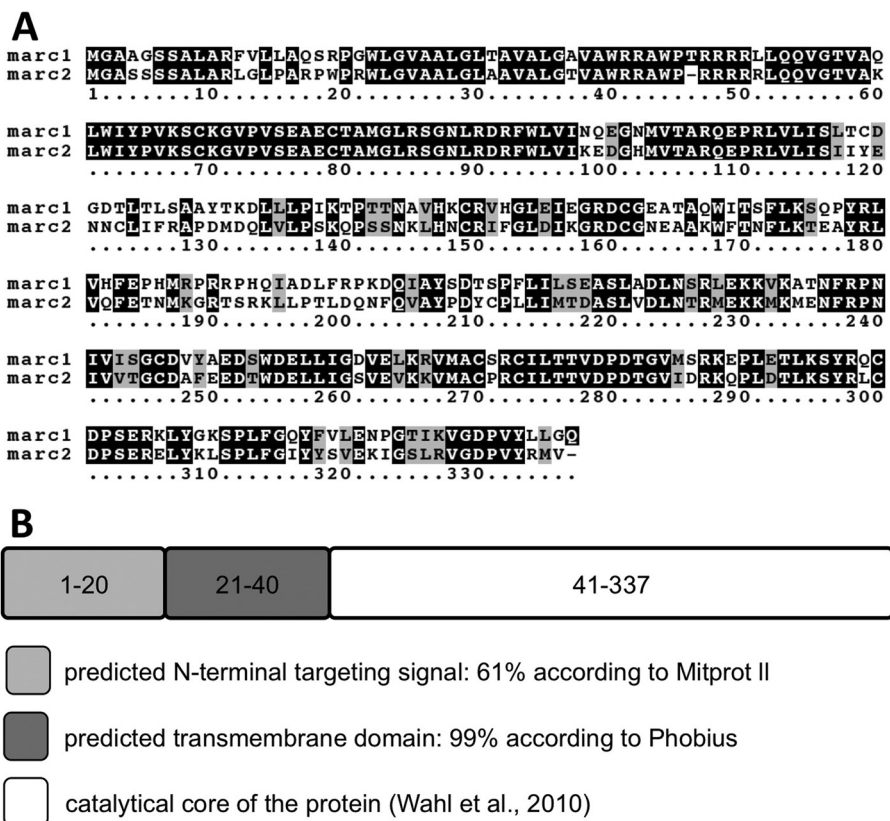 A
marc1 MGAAGSSALARFVLLAQSRPGWLGVAALGLTAVALGAVAWRRAWPTRRRRLLQQVGTVAQ
marc2 MGASSSSALARLGLPARPWPRWLGVAALGLAAVALGTVAWRRAWP-RRRRRLQQVGTVAK
1.......10........20........30........40........50........60
marc1 LWIYPVKSCKGVPVSEAECTAMGLRSGNLRDRFWLVINQEGNMVTARQEPRLVLISLTCD
marc2 LWIYPVKSCKGVPVSEAECTAMGLRSGNLRDRFWLVIKEDGHMVTARQEPRLVLISIIYE
........70........80........90.......100.......110.......120
marc1 GDTLTLSAAYTKDLLLPIKTPTTNAVHKCRVHGLEIEGRDCGEATAQWITSFLKSQPYRL
marc2 NNCLIFRAPDMDQLVLPSKQPSSNKLHNCRIFGLDIKGRDCGNEAAKWFTNFLKTEAYRL
.......130.......140.......150.......160.......170.......180
marc1 VHFEPHMRPRRPHQIADLFRPKDQIAYSDTSPFLILSEASLADLNSRLEKKVKATNFRPN
marc2 VQFETNMKGRTSRKLLPTLDQNFQVAYPDYCPLLIMTDASLVDLNTRMEKKMKMENFRPN
.......190.......200.......210.......220.......230.......240
marc1 IVISGCDVYAEDSWDELLIGDVELKRVMACSRCILTTVDPDTGVMSRKEPLETLKSYRQC
marc2 IVVTGCDAFEEDTWDELLIGSVEVKKVMACPRCILTTVDPDTGVIDRKQPLDTLKSYRLC
.......250.......260.......270.......280.......290.......300
marc1 DPSERKLYGKSPLFGQYFVLENPGTIKVGDPVYLLGQ
marc2 DPSERELYKLSPLFGIYYSVEKIGSLRVGDPVYRMV-
.......310.......320.......330.......
B
1-20 21-40 41-337
predicted N-terminal targeting signal: 61% according to Mitprot II
predicted transmembrane domain: 99% according to Phobius
catalytical core of the protein (Wahl et al., 2010)